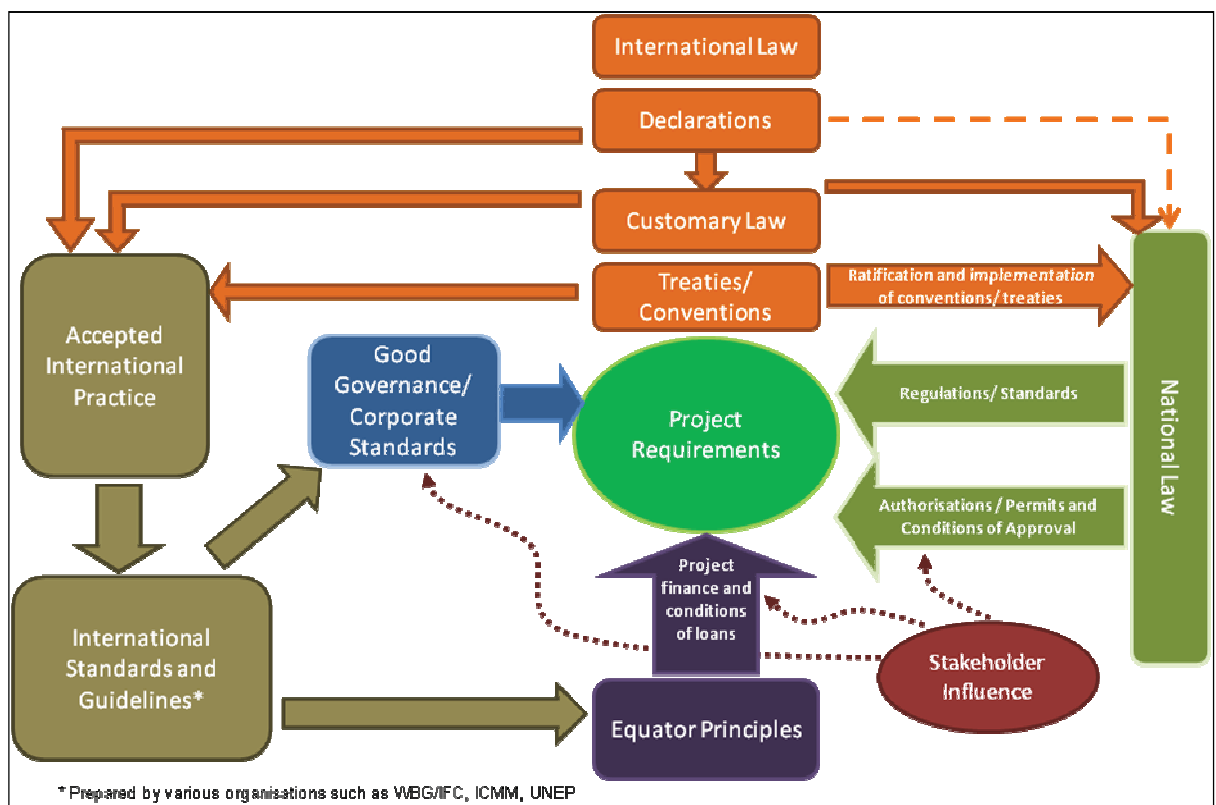 International Law
Declarations
Customary Law
Treaties/
Conventions
Ratification and implementation
of conventions/ treaties
Accepted
International
Practice
Good
Governance/
Corporate
Standards
Project
Requirements
Regulations/ Standards
National Law
Authorisations / Permits and
Conditions of Approval
Project
finance and
conditions
of loans
International
Standards and
Guidelines*
Stakeholder
Influence
Equator Principles
* Prepared by various organisations such as WBG/IFC, ICMM, UNEP